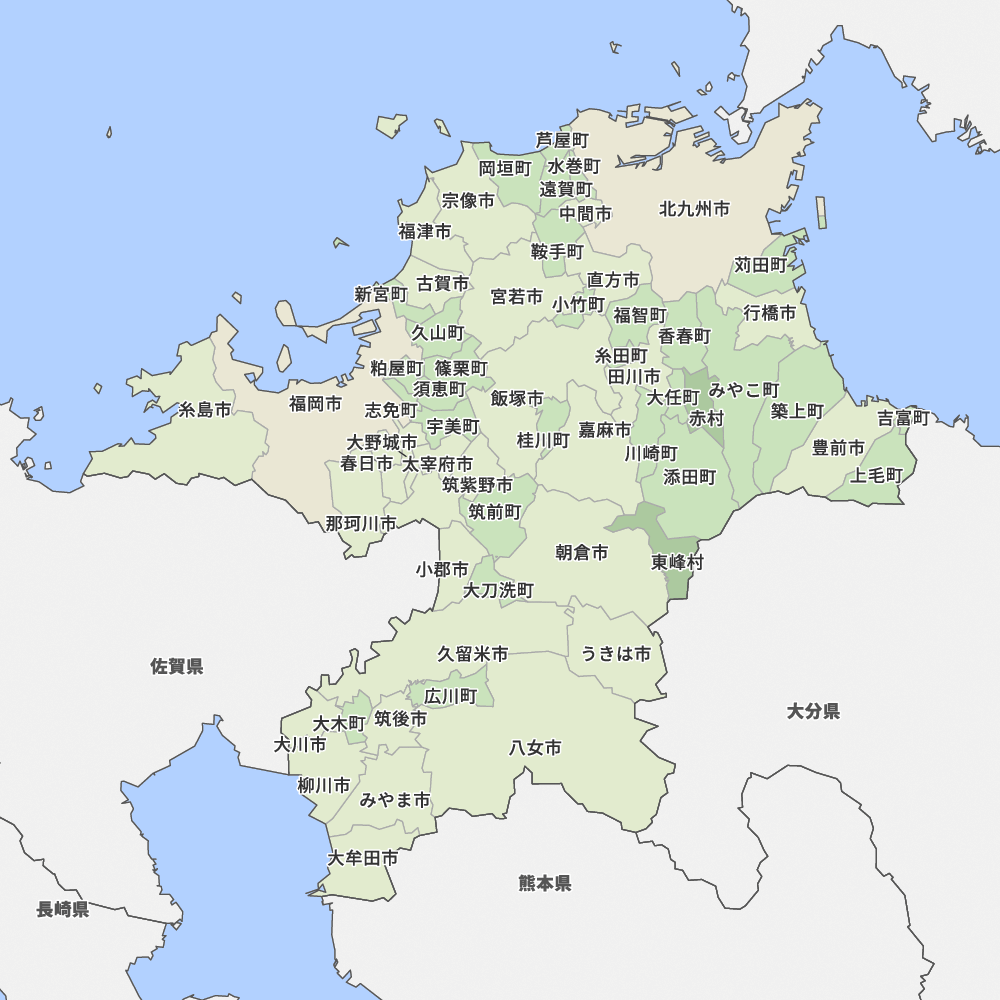 芦屋町
岡垣町
水巻町
遠賀町
宗像市
中間市
北九州市
福津市
鞍手町
苅田町
直方市
古賀市
新宮町
宮若市
小竹町
福智町
行橋市
久山町
香春町
糸田町
粕屋町
篠栗町
田川市
須恵町
みやこ町
飯塚市
大任町
福岡市
糸島市
志免町
築上町
赤村
吉富町
宇美町
嘉麻市
桂川町
大野城市
豊前市
川崎町
春日市
太宰府市
上毛町
添田町
筑紫野市
筑前町
那珂川市
朝倉市
東峰村
小郡市
大刀洗町
久留米市
うきは市
佐賀県
広川町
大分県
筑後市
大木町
大川市
八女市
柳川市
みやま市
大牟田市
熊本県
長崎県